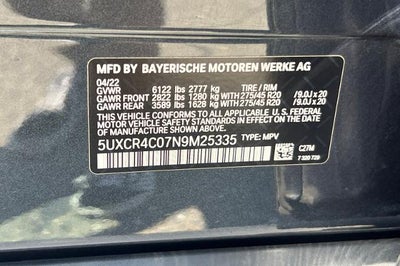 MFD BY BAYERISCHE MOTOREN WERKE AG
04/22
GVWR 6122 lbs 2777 kg TIRE / RIM
GAWR FRONT 2822 lbs 1280 kg 275/45 R20 /9.0J x 20
GAWR REAR 3589 lbs 1628 kg 275/45 R20 /9.0J x 20
THIS VEHICLE CONFORMS TO ALL APPLICABLE U.S. FEDERAL
MOTOR VEHICLE SAFETY STANDARDS IN EFFECT ON THE
DATE OF MANUFACTURE SHOWN ABOVE.
5UXCR4C07N9M25335 TYPE: MPV
C27M
7 320 720